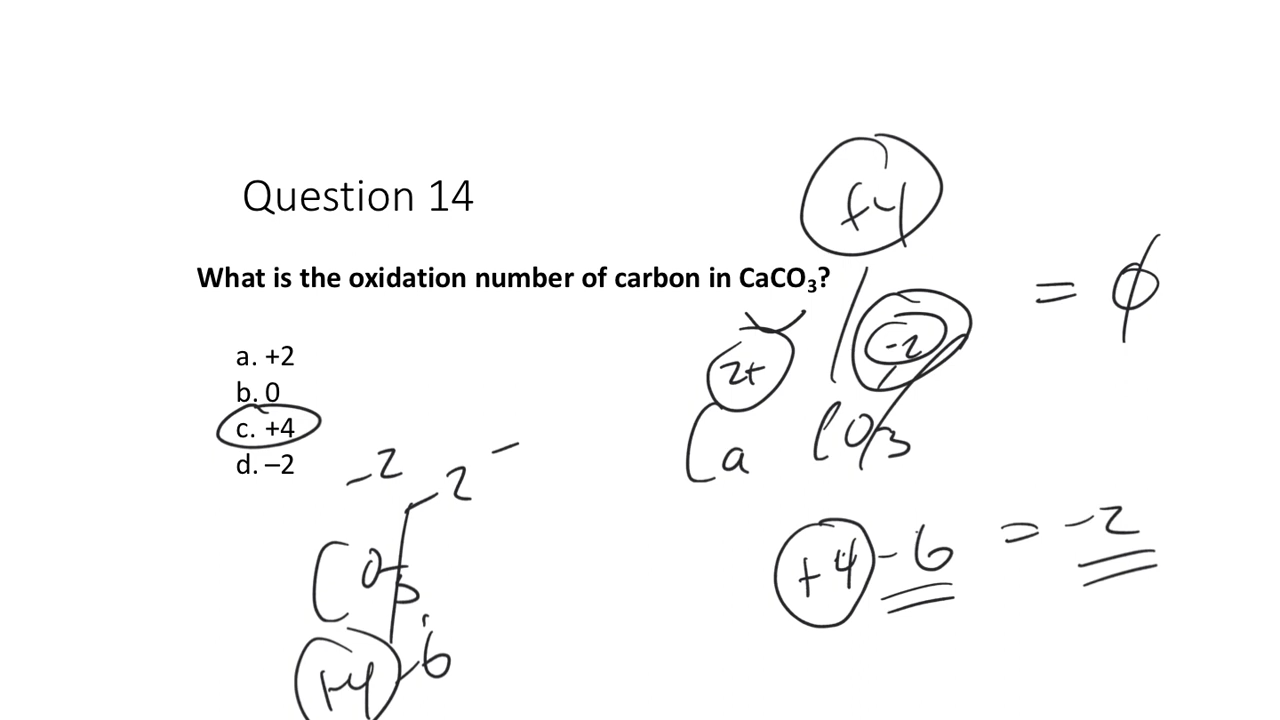 Question 14
What is the oxidation number of carbon in CaCO₃?
a. +2
b. 0
c. +4
d. –2
+4
= ϕ
2+
-2
Ca CO3
+4 -6 = -2
-2
-2
CO3
+4 -6